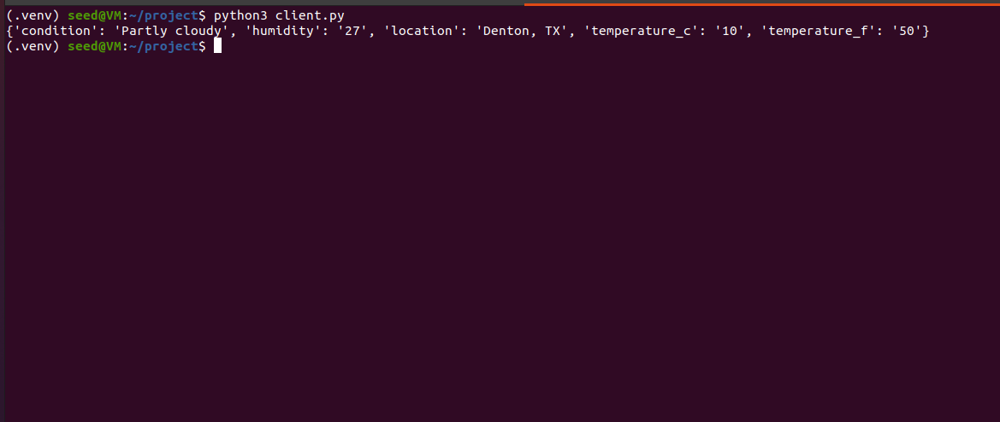 (.venv) seed@VM:~/project$ python3 client.py
{'condition': 'Partly cloudy', 'humidity': '27', 'location': 'Denton, TX', 'temperature_c': '10', 'temperature_f': '50'}
(.venv) seed@VM:~/project$